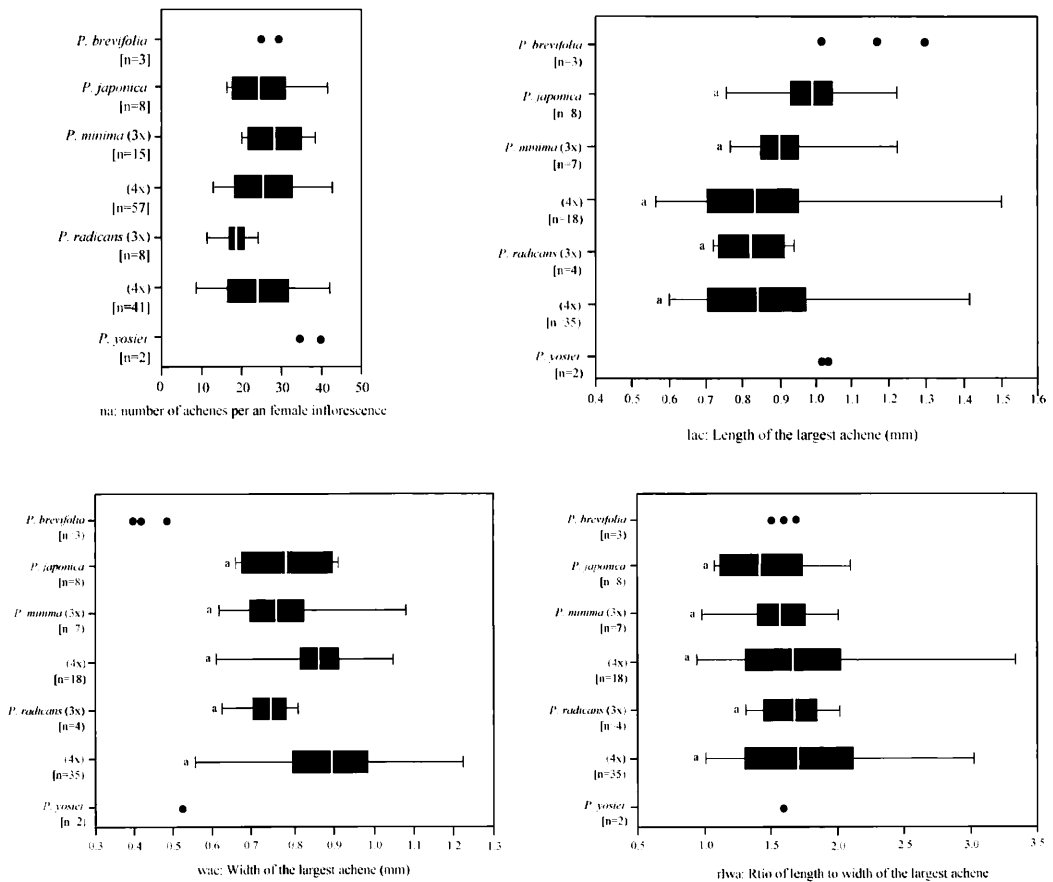 P. brevifolia
[n=3]
P. japonica
[n=8]
P. minima (3x)
[n=15]
(4x)
[n=57]
P. radicans (3x)
[n=8]
(4x)
[n=41]
P. yosiei
[n=2]
0 10 20 30 40 50
na: number of achenes per an female inflorescence
P. brevifolia
[n=3)
P. japonica
[n=8]
P. minima (3x)
[n=7]
(4x)
[n=18]
P. radicans (3x)
[n=4]
(4x)
[n=35]
P. yosiei
[n=2]
a
a
a
a
a
0.4 0.5 0.6 0.7 0.8 0.9 1.0 1.1 1.2 1.3 1.4 1.5 1.6
lac: Length of the largest achene (mm)
P. brevifolia
[n=3)
P. japonica
[n=8]
P. minima (3x)
[n=7]
(4x)
[n=18]
P. radicans (3x)
[n=4]
(4x)
[n=35]
P. yosiei
[n=2]
a
a
a
a
a
0.3 0.4 0.5 0.6 0.7 0.8 0.9 1.0 1.1 1.2 1.3
wac: Width of the largest achene (mm)
P. brevifolia
[n=3]
P. japonica
[n=8]
P. minima (3x)
[n=7]
(4x)
[n=18]
P. radicans (3x)
[n=4]
(4x)
[n=35]
P. yosiei
[n=2]
a
a
a
a
a
0.5 1.0 1.5 2.0 2.5 3.0 3.5
rlwa: Rtio of length to width of the largest achene